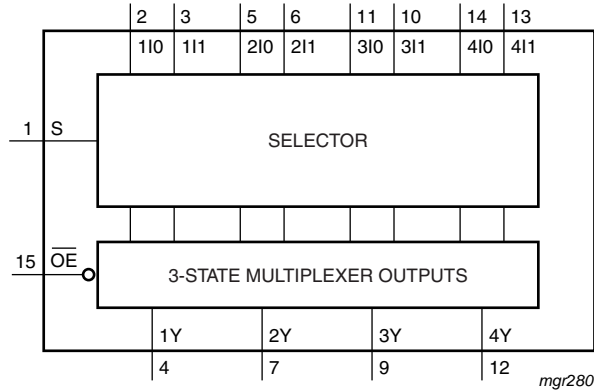 2 3 5 6 11 10 14 13
1I0 1I1 2I0 2I1 3I0 3I1 4I0 4I1
1 S
SELECTOR
15 O̅E̅
3-STATE MULTIPLEXER OUTPUTS
1Y 2Y 3Y 4Y
4 7 9 12
mgr280